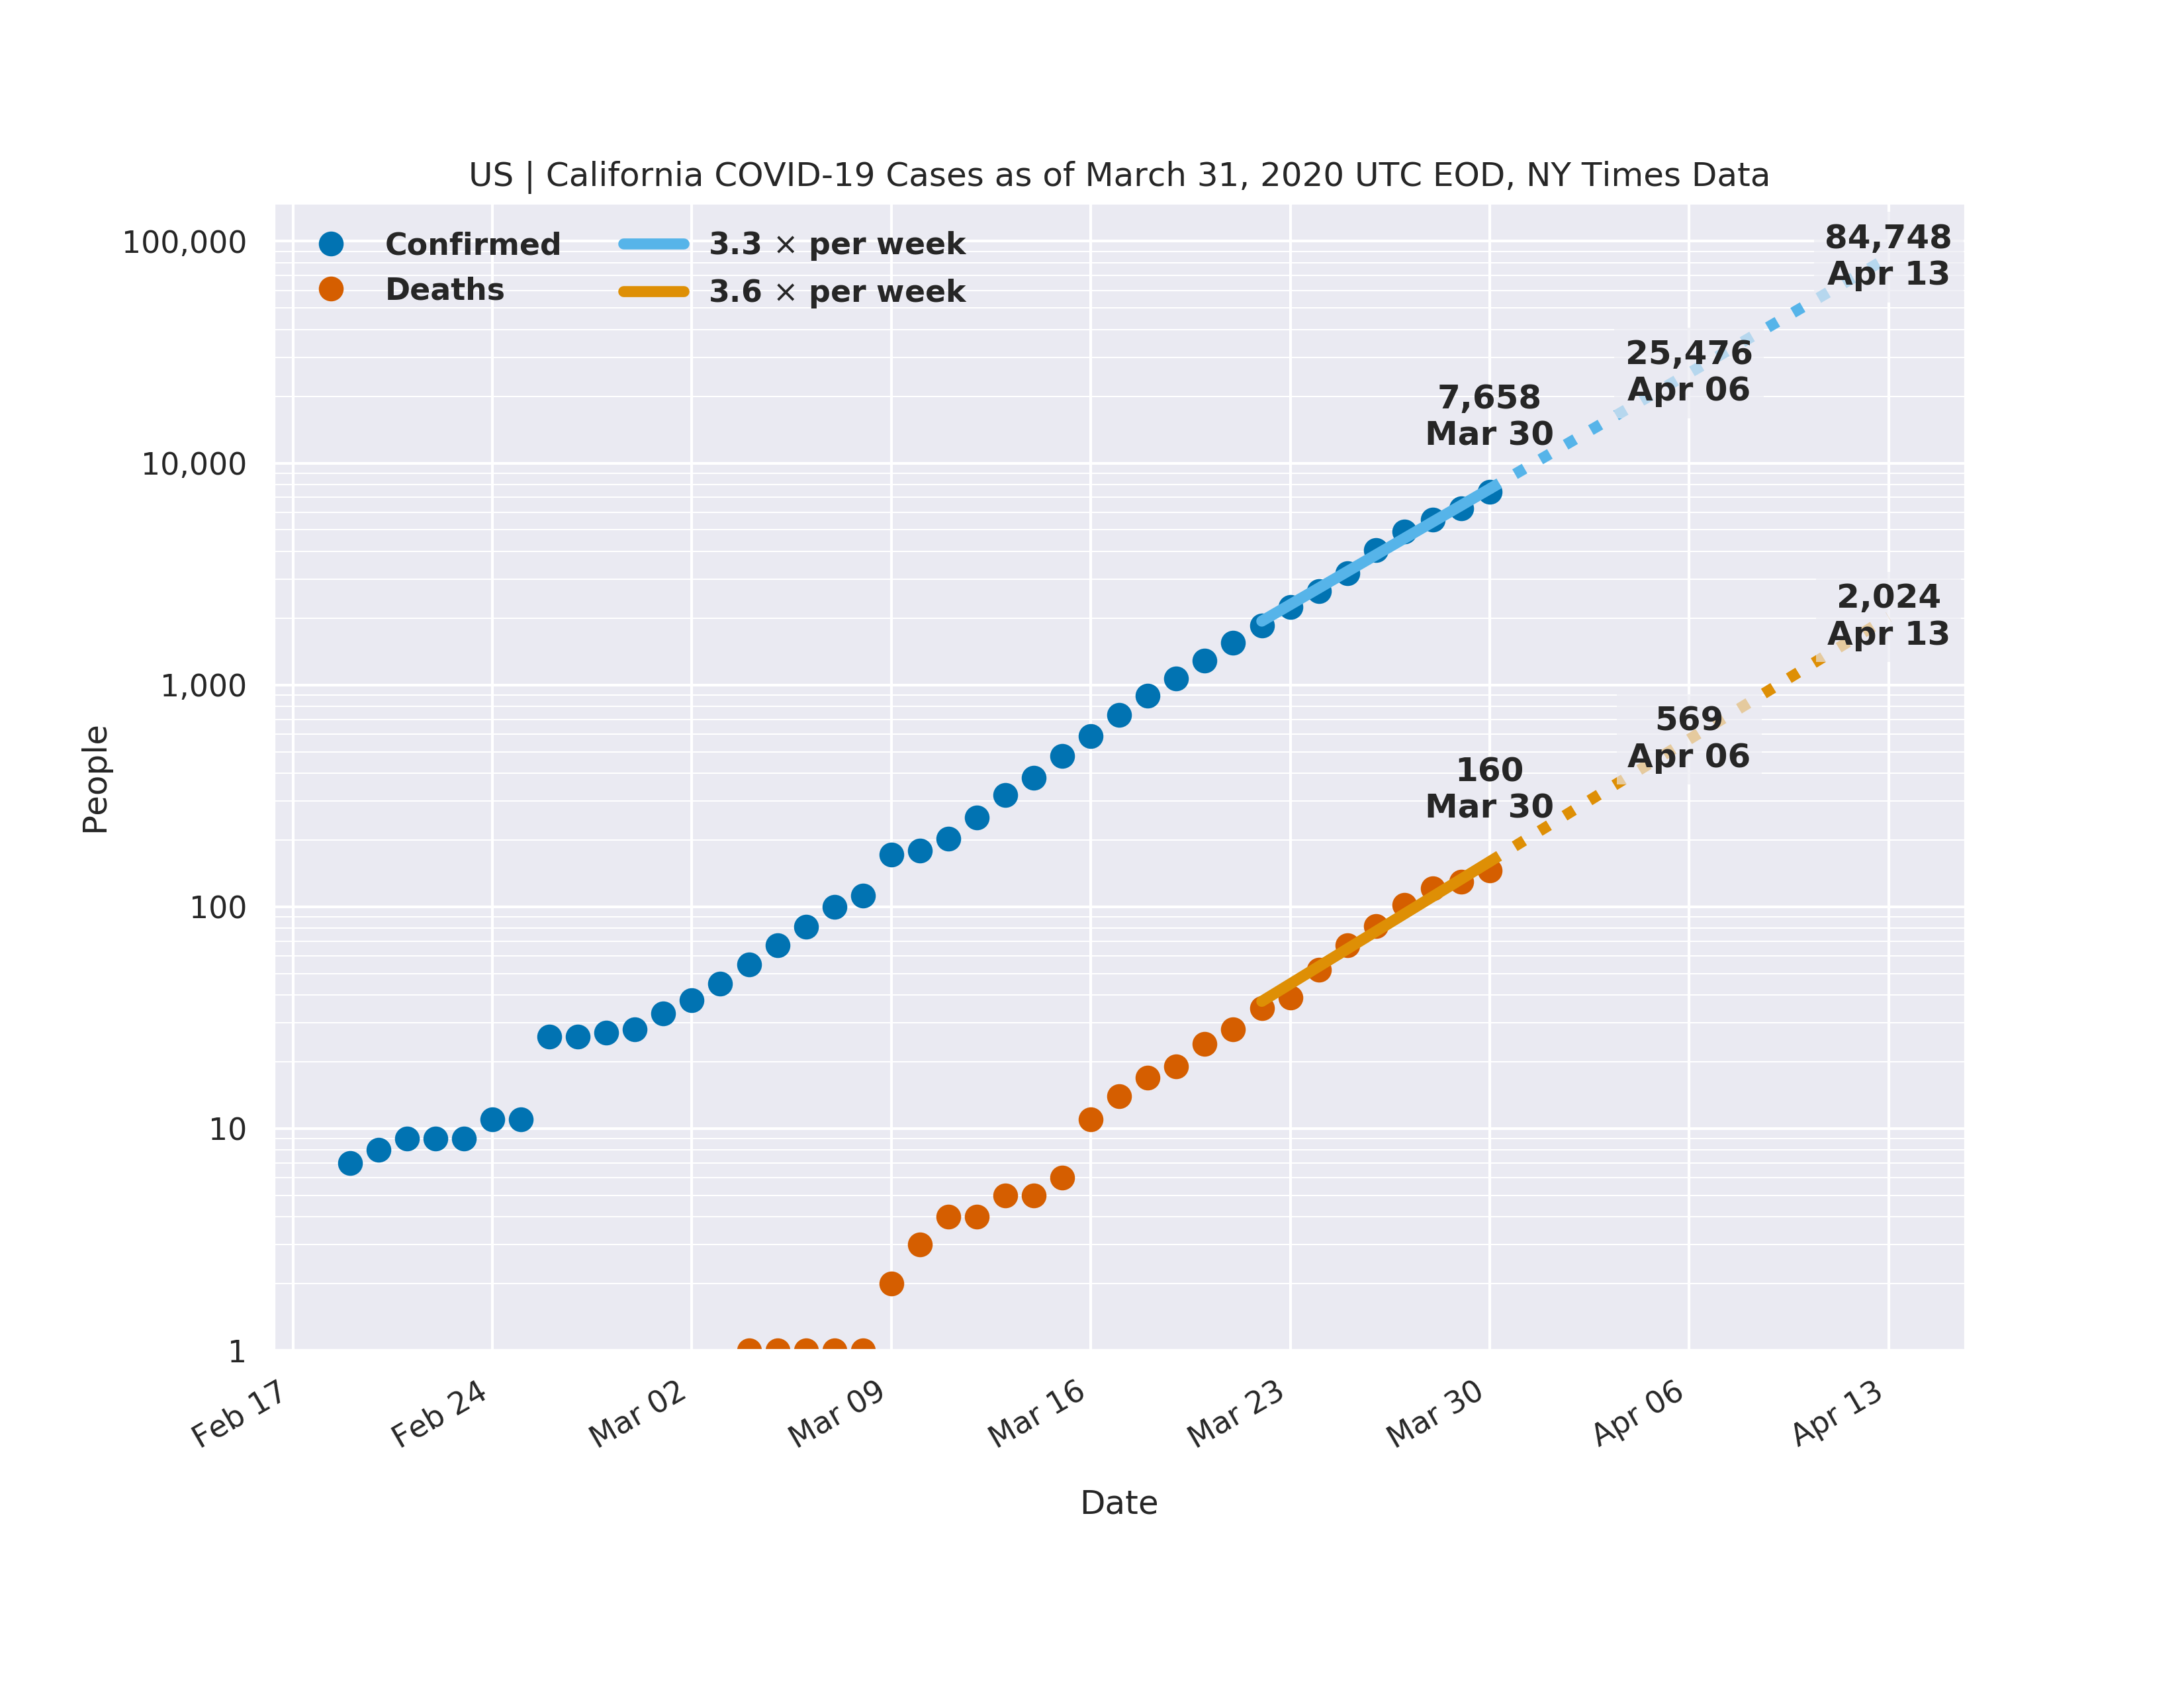 US | California COVID-19 Cases as of March 31, 2020 UTC EOD, NY Times Data
Confirmed
Deaths
3.3 × per week
3.6 × per week
84,748
Apr 13
25,476
Apr 06
7,658
Mar 30
2,024
Apr 13
569
Apr 06
160
Mar 30
100,000
10,000
1,000
100
10
1
People
Feb 17
Feb 24
Mar 02
Mar 09
Mar 16
Mar 23
Mar 30
Apr 06
Apr 13
Date